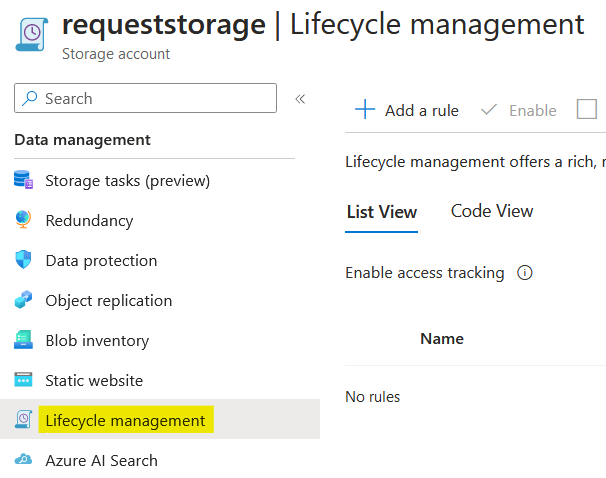 requeststorage | Lifecycle management
Storage account
Search
Data management
Storage tasks (preview)
Redundancy
Data protection
Object replication
Blob inventory
Static website
Lifecycle management
Azure AI Search
Add a rule
Enable
Lifecycle management offers a rich,
List View
Code View
Enable access tracking
Name
No rules